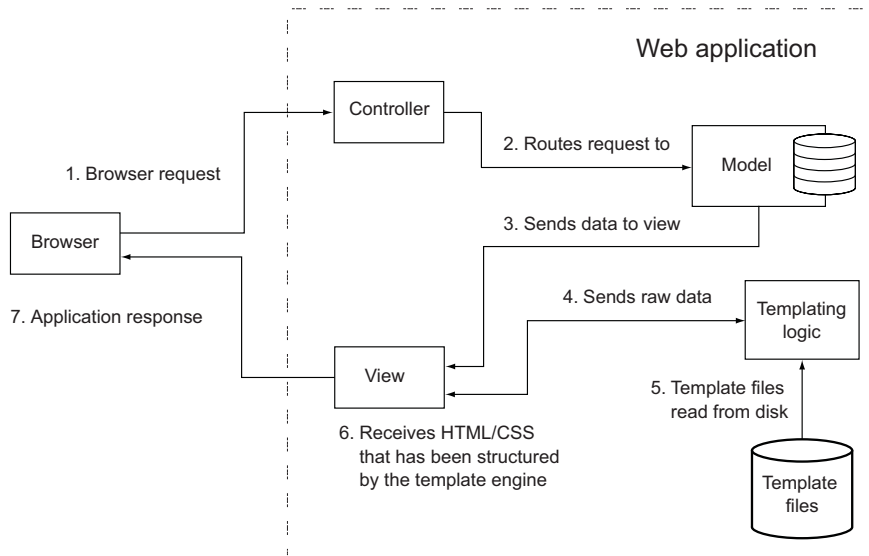 Web application
Controller
2. Routes request to
Model
1. Browser request
3. Sends data to view
Browser
4. Sends raw data
Templating
logic
7. Application response
View
5. Template files
read from disk
6. Receives HTML/CSS
that has been structured
by the template engine
Template
files